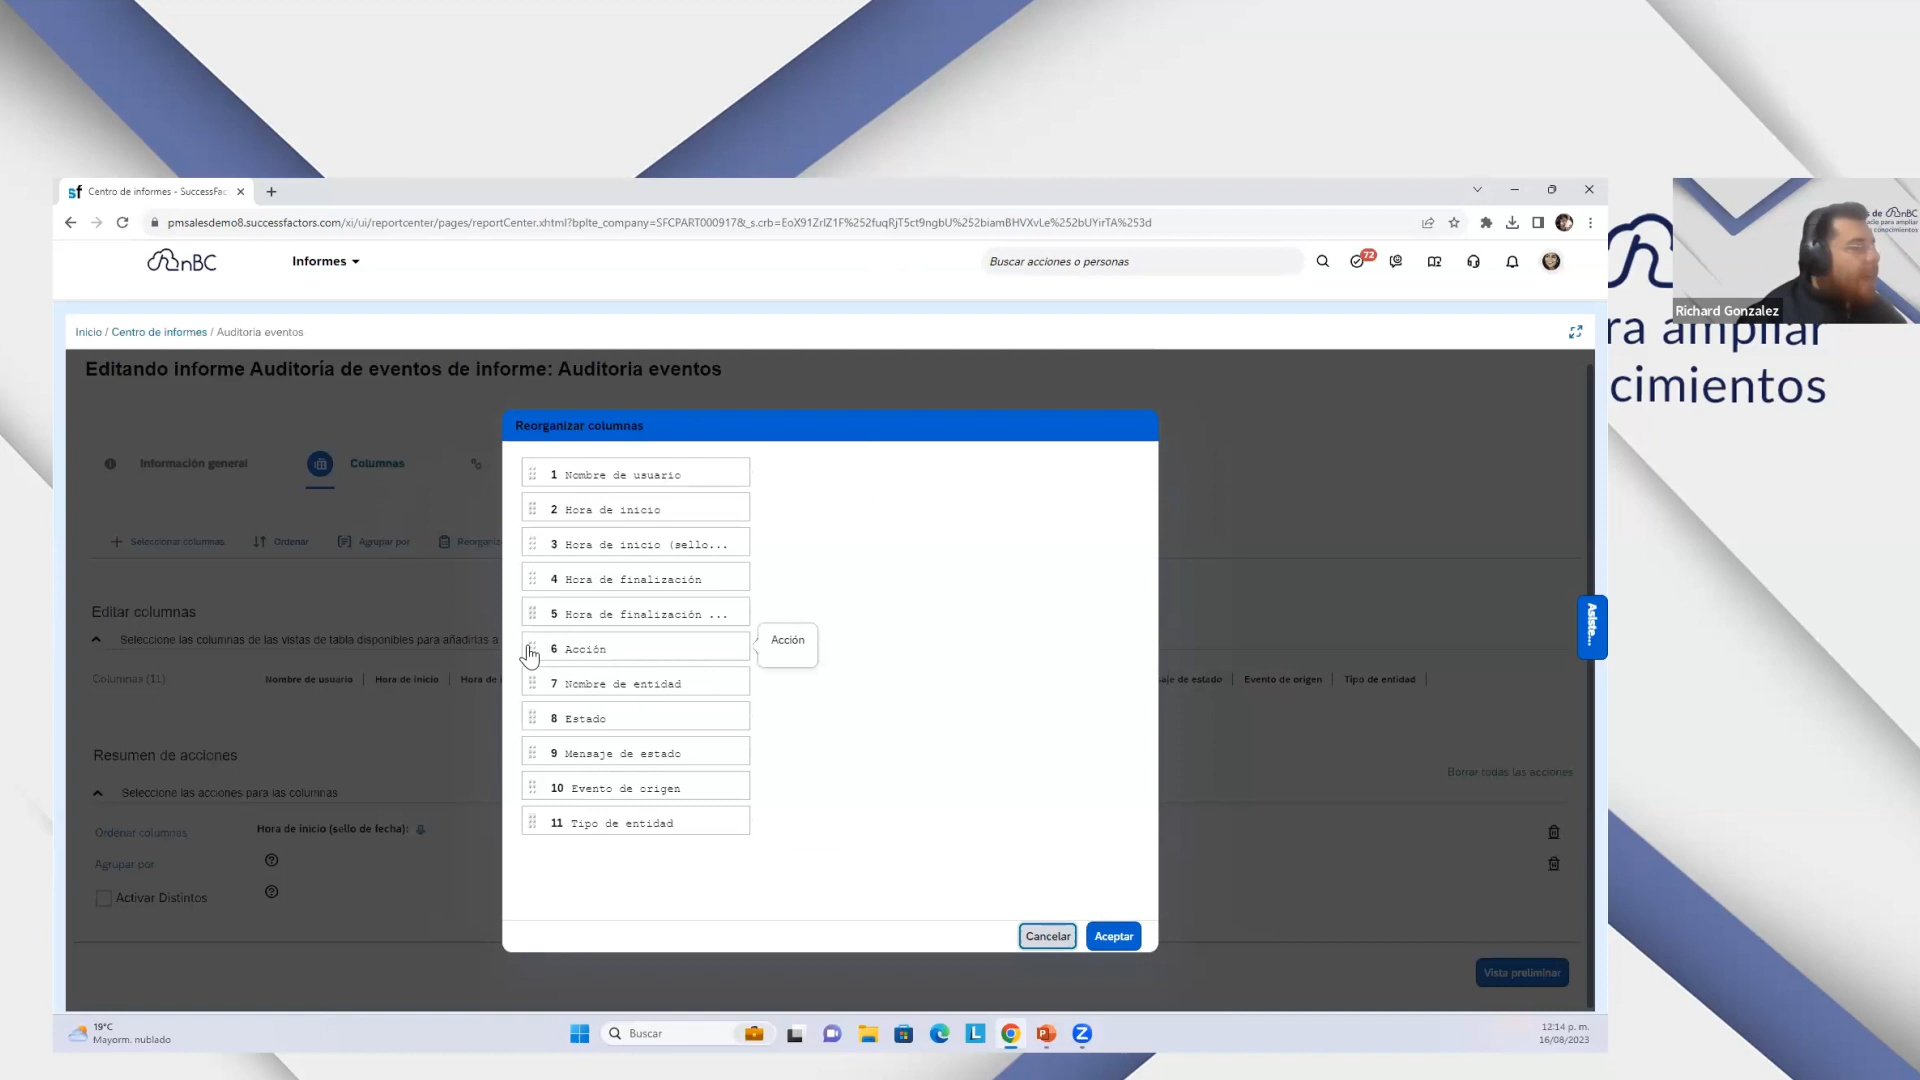 Centro de informes - SuccessFac
pmsalesdemo8.successfactors.com/xi/ui/reportcenter/pages/reportCenter.xhtml?bplte_company=SFCPART000917&_s.crb=EoX91ZrlZ1F%252fuqRjT5ct9ngbU%252biamBHVXvLe%252bUYirTA%253d
nBC
Informes
Buscar acciones o personas
72
Inicio / Centro de informes / Auditoria eventos
Editando informe Auditoría de eventos de informe: Auditoria eventos
Información general
Columnas
Seleccionar columnas
Ordenar
Agrupar por
Reorganiz
Editar columnas
Seleccione las columnas de las vistas de tabla disponibles para añadirlas a
Columnas (11)
Nombre de usuario
Hora de inicio
Hora de i
aje de estado
Evento de origen
Tipo de entidad
Resumen de acciones
Borrar todas las acciones
Seleccione las acciones para las columnas
Ordenar columnas
Hora de inicio (sello de fecha):
Agrupar por
Activar Distintos
Vista preliminar
Reorganizar columnas
1 Nombre de usuario
2 Hora de inicio
3 Hora de inicio (sello...
4 Hora de finalización
5 Hora de finalización ...
6 Acción
7 Nombre de entidad
8 Estado
9 Mensaje de estado
10 Evento de origen
11 Tipo de entidad
Acción
Cancelar
Aceptar
Asiste...
19°C
Mayorm. nublado
Buscar
12:14 p. m.
16/08/2023
s de nBC
acio para ampliar
conocimientos
Richard Gonzalez
ra ampliar
cimientos